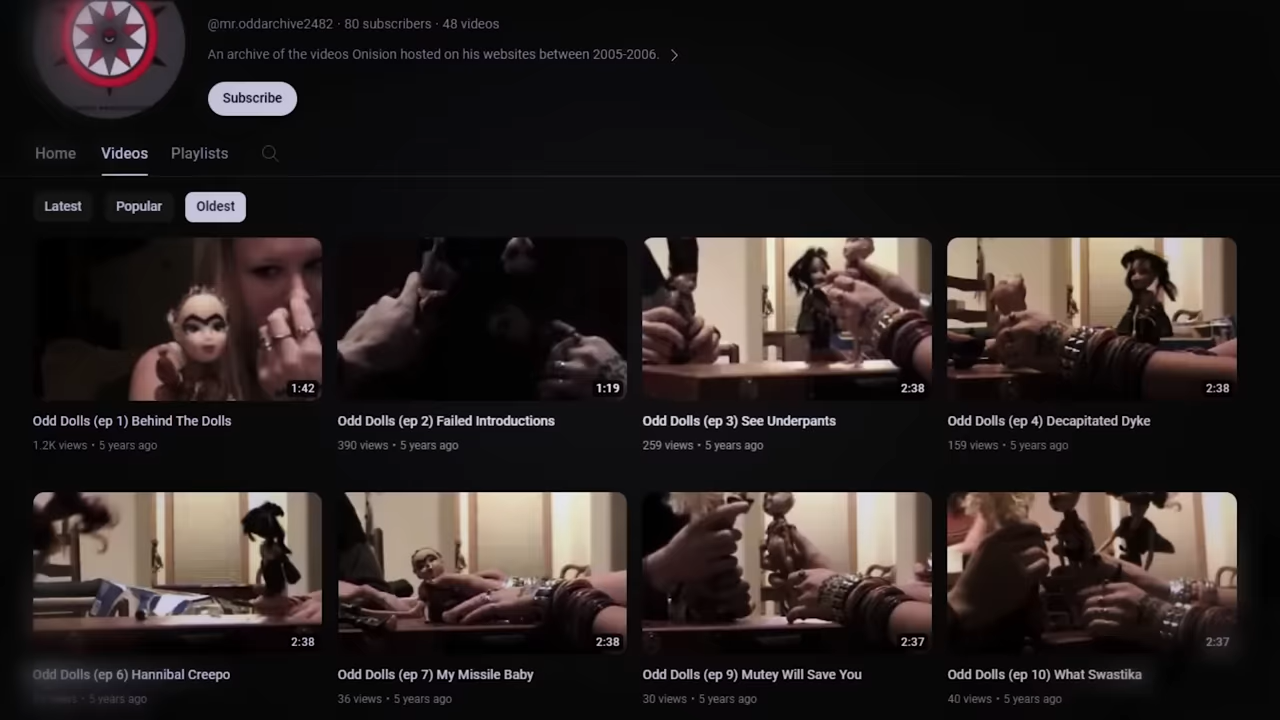 @mr.oddarchive2482 · 80 subscribers · 48 videos
An archive of the videos Onision hosted on his websites between 2005-2006.
Subscribe
Home Videos Playlists
Latest Popular Oldest
1:42 1:19 2:38 2:38
Odd Dolls (ep 1) Behind The Dolls
1.2K views • 5 years ago
Odd Dolls (ep 2) Failed Introductions
390 views • 5 years ago
Odd Dolls (ep 3) See Underpants
259 views • 5 years ago
Odd Dolls (ep 4) Decapitated Dyke
159 views • 5 years ago
2:38 2:38 2:37 2:37
Odd Dolls (ep 6) Hannibal Creepo
views • 5 years ago
Odd Dolls (ep 7) My Missile Baby
36 views • 5 years ago
Odd Dolls (ep 9) Mutey Will Save You
30 views • 5 years ago
Odd Dolls (ep 10) What Swastika
40 views • 5 years ago